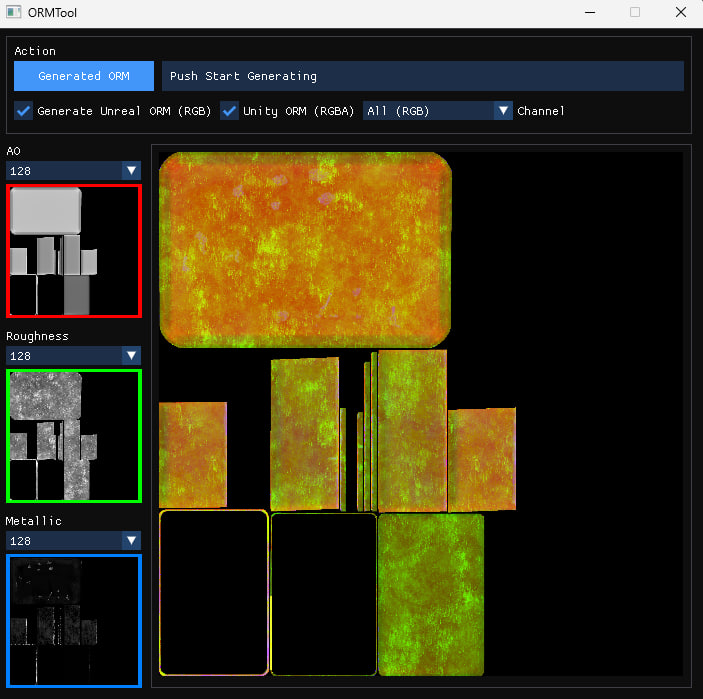 ORMTool
Action
Generated ORM
Push Start Generating
Generate Unreal ORM (RGB)
Unity ORM (RGBA)
All (RGB)
Channel
AO
128
Roughness
128
Metallic
128